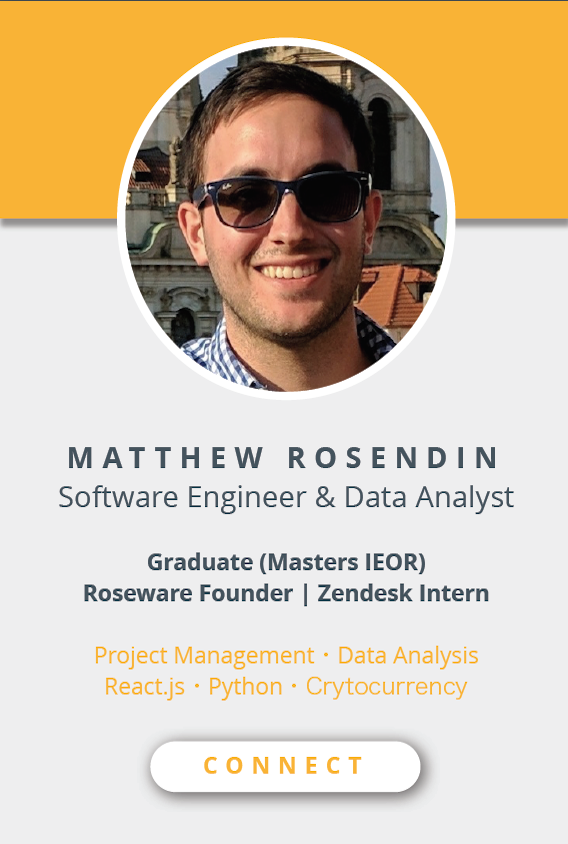 MATTHEW ROSENDIN
Software Engineer & Data Analyst
Graduate (Masters IEOR)
Roseware Founder | Zendesk Intern
Project Management · Data Analysis
React.js · Python · Crytocurrency
CONNECT